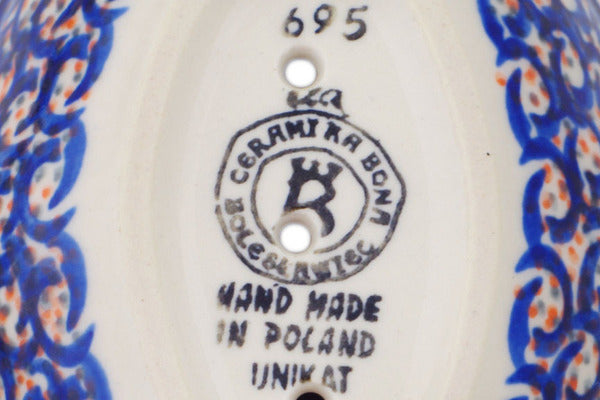 695
CERAMIKA BONA
BOLESŁAWIEC
HAND MADE
IN POLAND
UNIKAT